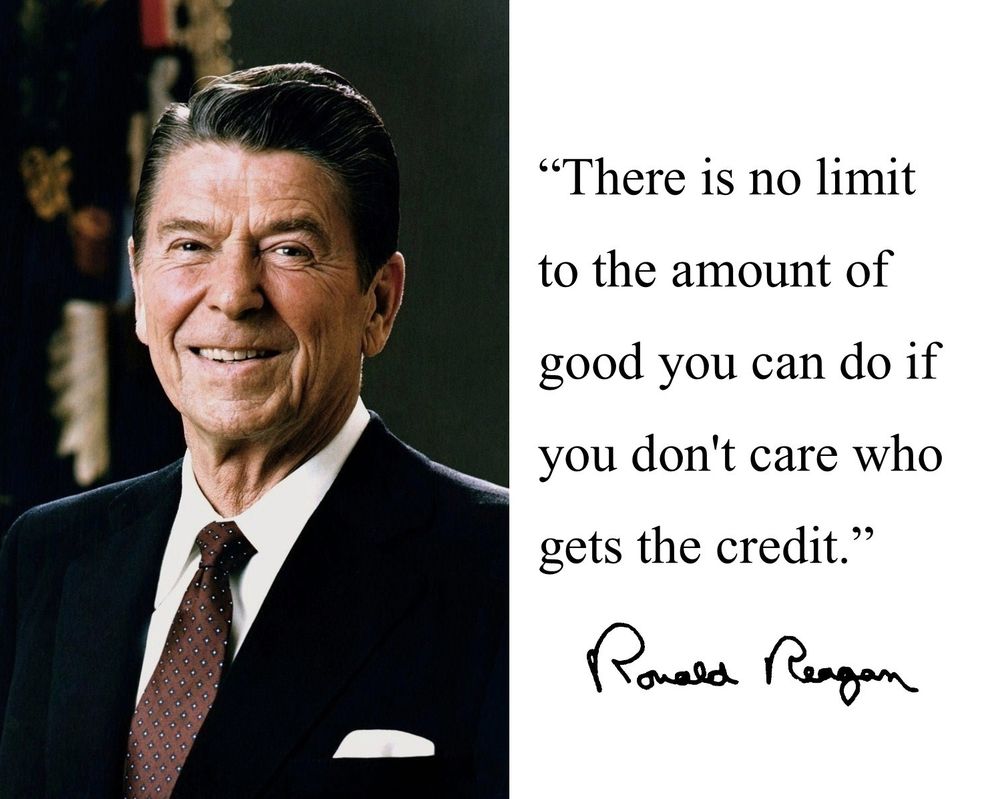 “There is no limit
to the amount of
good you can do if
you don't care who
gets the credit.”
Ronald Reagan